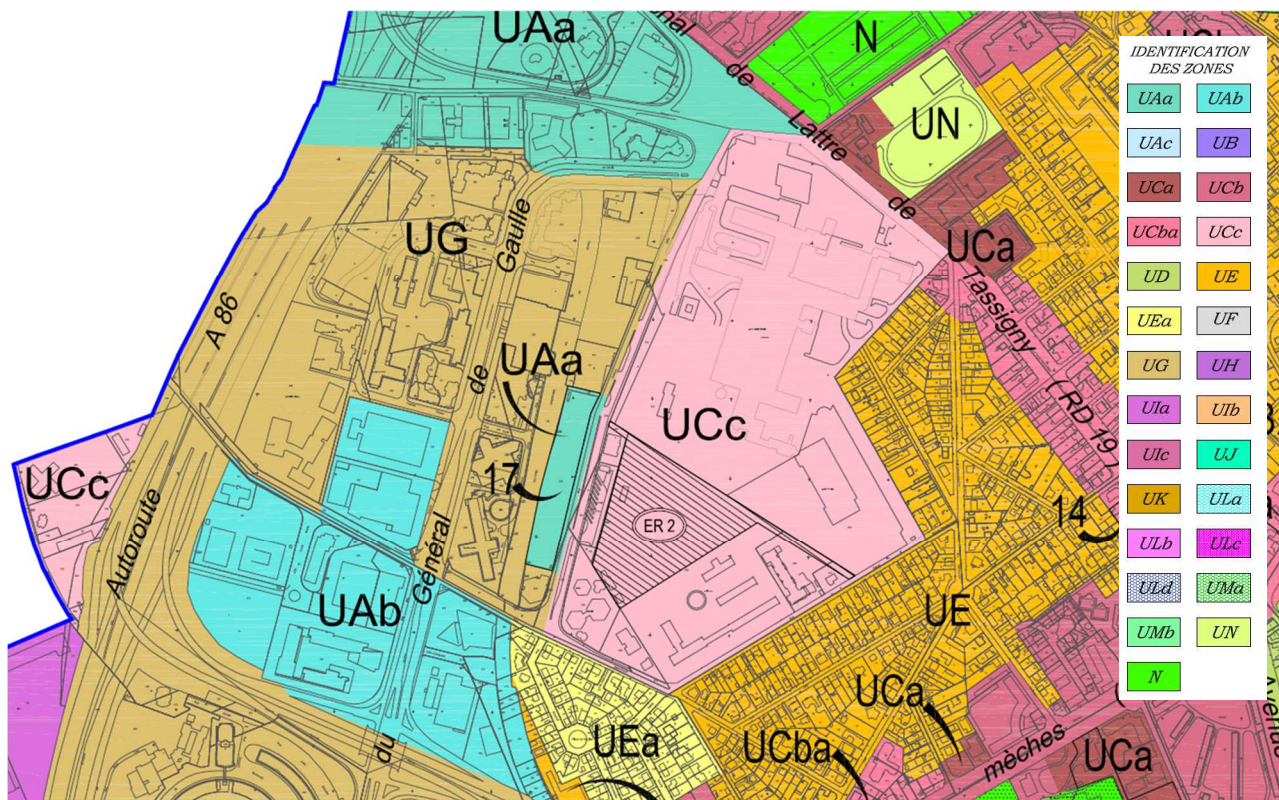 UAa
nal
de
Lattre
de
Tassigny
( RD 19 )
N
UN
UCa
UG
Gaulle
de
Général
du
A 86
Autoroute
UAa
17
UCc
UCc
ER 2
UAb
UE
14
UEa
UCba
UCa
mèches
UCa
IDENTIFICATION
DES ZONES
UAa UAb
UAc UB
UCa UCb
UCba UCc
UD UE
UEa UF
UG UH
UIa UIb
UIc UJ
UK ULa
ULb ULc
ULd UMa
UMb UN
N